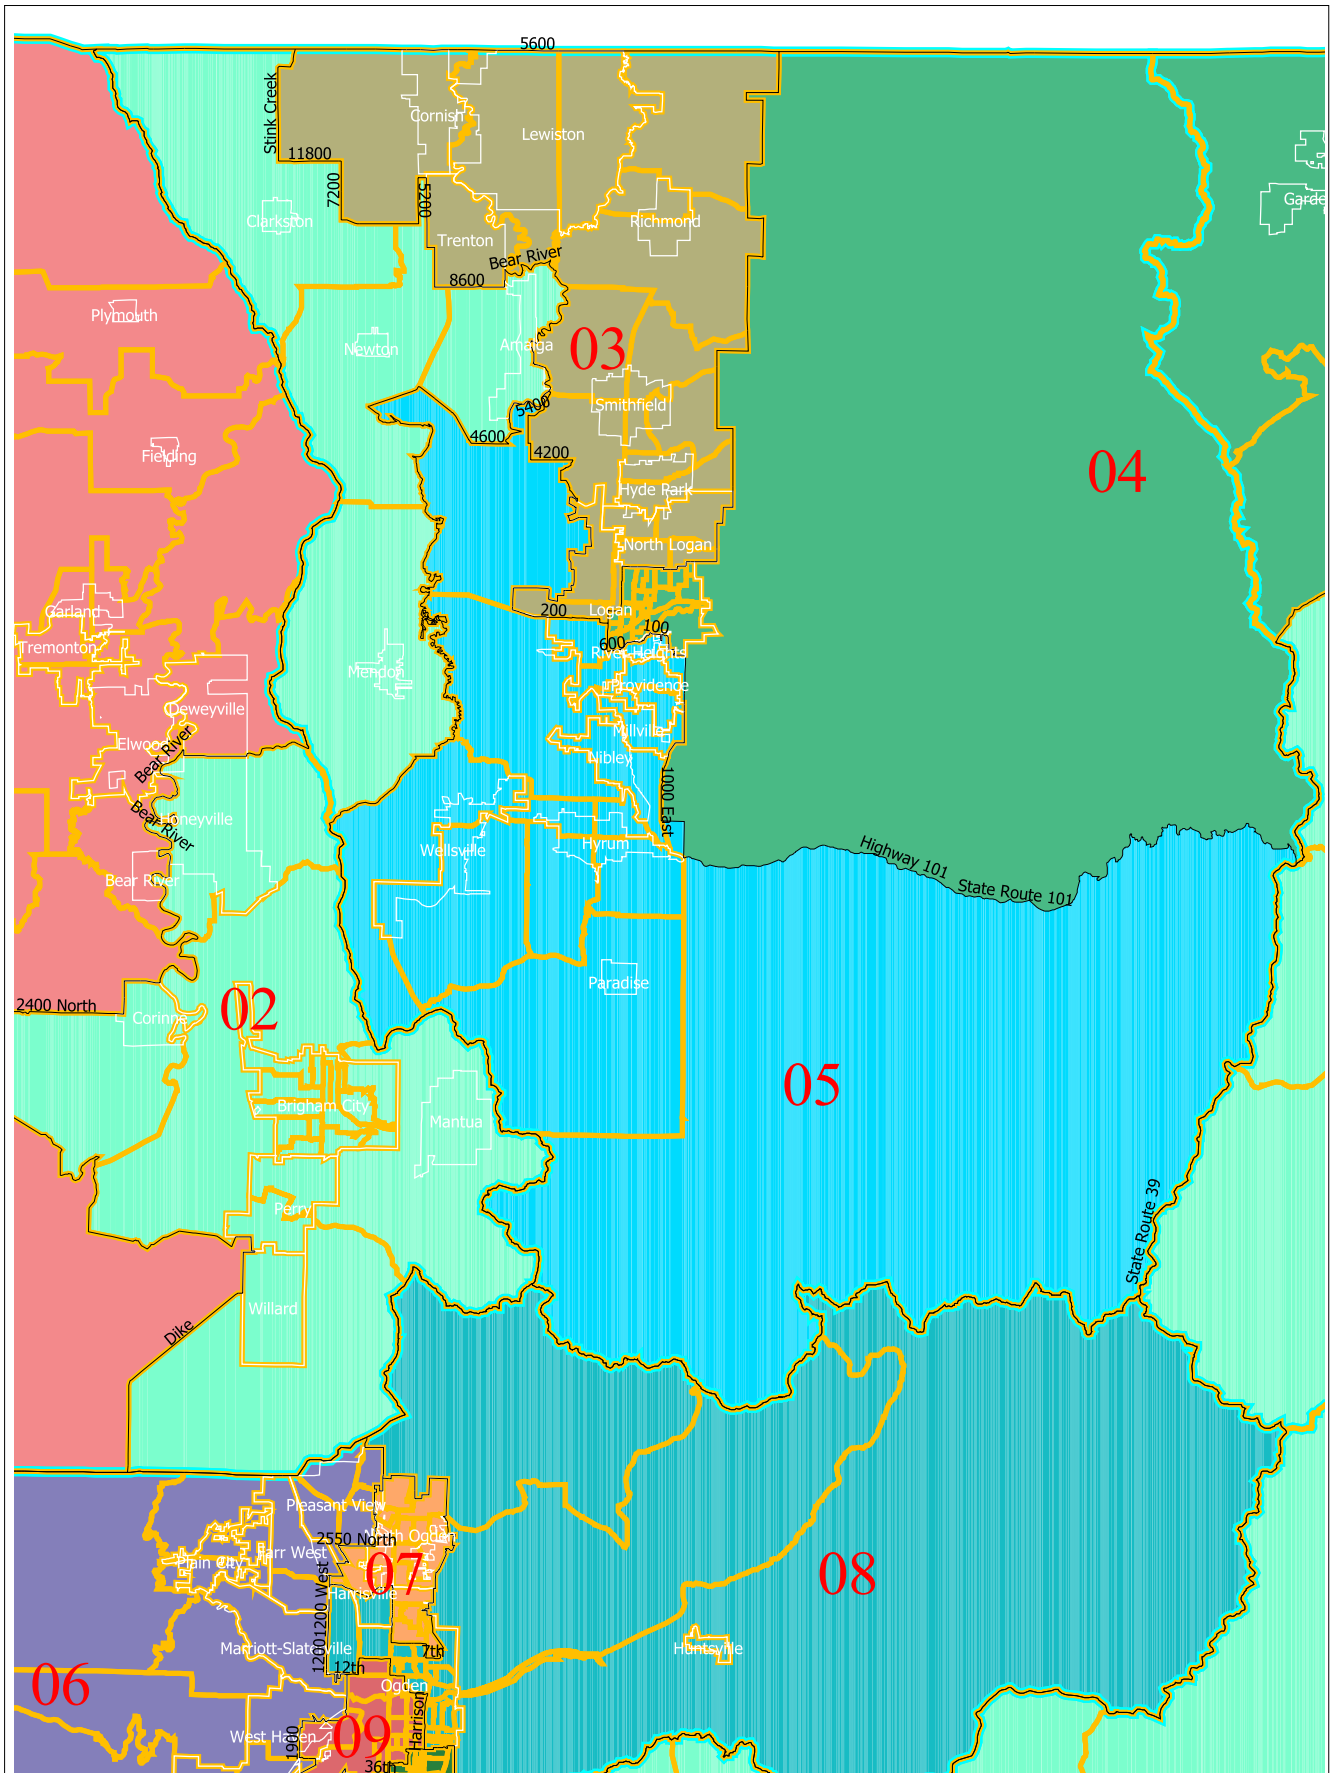 5600
Stink Creek
Cornish
Lewiston
11800
7200
5200
Garde
Clarkston
Richmond
Trenton
Bear River
8600
Plymouth
Newton
Amalga
03
5400
Smithfield
4600
4200
Fielding
04
Hyde Park
North Logan
Garland
200
Logan
100
600
Tremonton
River Heights
Mendon
Providence
Deweyville
Millville
Elwood
Bear River
Nibley
1000 East
Bear River
Honeyville
Wellsville
Hyrum
Highway 101
State Route 101
Bear River
Paradise
2400 North
02
Corinne
05
Brigham City
Mantua
State Route 39
Perry
Willard
Dike
Pleasant View
2550 North
North Ogden
Farr West
Plain City
07
08
Harrisville
1200 West
1200
Marriott-Slaterville
7th
Huntsville
12th
06
Ogden
Harrison
West Haven
1900
09
36th